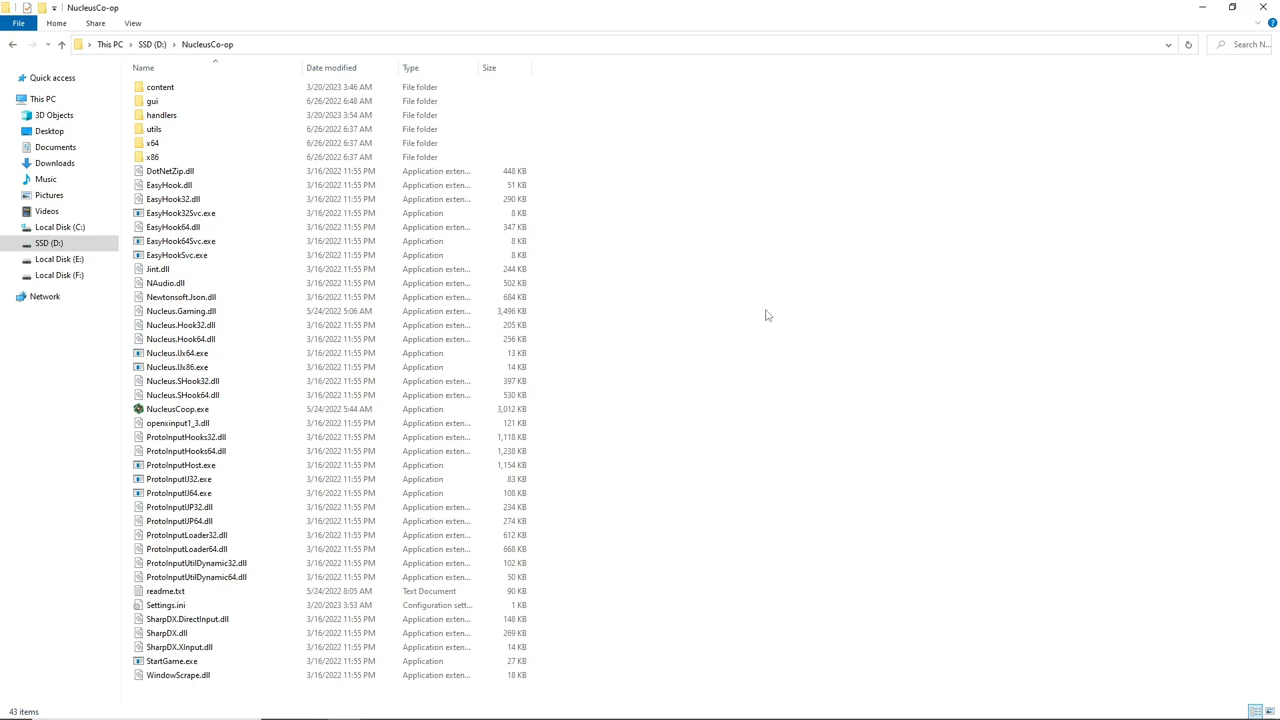 NucleusCo-op
File Home Share View
This PC SSD (D:) NucleusCo-op Search N...
Name Date modified Type Size
Quick access
This PC
3D Objects
Desktop
Documents
Downloads
Music
Pictures
Videos
Local Disk (C:)
SSD (D:)
Local Disk (E:)
Local Disk (F:)
Network
content 3/20/2023 3:46 AM File folder
gui 6/26/2022 6:48 AM File folder
handlers 3/20/2023 3:54 AM File folder
utils 6/26/2022 6:37 AM File folder
x64 6/26/2022 6:37 AM File folder
x86 6/26/2022 6:37 AM File folder
DotNetZip.dll 3/16/2022 11:55 PM Application exten... 448 KB
EasyHook.dll 3/16/2022 11:55 PM Application exten... 51 KB
EasyHook32.dll 3/16/2022 11:55 PM Application exten... 290 KB
EasyHook32Svc.exe 3/16/2022 11:55 PM Application 8 KB
EasyHook64.dll 3/16/2022 11:55 PM Application exten... 347 KB
EasyHook64Svc.exe 3/16/2022 11:55 PM Application 8 KB
EasyHookSvc.exe 3/16/2022 11:55 PM Application 8 KB
Jint.dll 3/16/2022 11:55 PM Application exten... 244 KB
NAudio.dll 3/16/2022 11:55 PM Application exten... 502 KB
Newtonsoft.Json.dll 3/16/2022 11:55 PM Application exten... 684 KB
Nucleus.Gaming.dll 5/24/2022 5:06 AM Application exten... 3,496 KB
Nucleus.Hook32.dll 3/16/2022 11:55 PM Application exten... 205 KB
Nucleus.Hook64.dll 3/16/2022 11:55 PM Application exten... 256 KB
Nucleus.IJx64.exe 3/16/2022 11:55 PM Application 13 KB
Nucleus.IJx86.exe 3/16/2022 11:55 PM Application 14 KB
Nucleus.SHook32.dll 3/16/2022 11:55 PM Application exten... 397 KB
Nucleus.SHook64.dll 3/16/2022 11:55 PM Application exten... 530 KB
NucleusCoop.exe 5/24/2022 5:44 AM Application 3,012 KB
openxinput1_3.dll 3/16/2022 11:55 PM Application exten... 121 KB
ProtoInputHooks32.dll 3/16/2022 11:55 PM Application exten... 1,118 KB
ProtoInputHooks64.dll 3/16/2022 11:55 PM Application exten... 1,238 KB
ProtoInputHost.exe 3/16/2022 11:55 PM Application 1,154 KB
ProtoInputIJ32.exe 3/16/2022 11:55 PM Application 83 KB
ProtoInputIJ64.exe 3/16/2022 11:55 PM Application 108 KB
ProtoInputIJP32.dll 3/16/2022 11:55 PM Application exten... 234 KB
ProtoInputIJP64.dll 3/16/2022 11:55 PM Application exten... 274 KB
ProtoInputLoader32.dll 3/16/2022 11:55 PM Application exten... 612 KB
ProtoInputLoader64.dll 3/16/2022 11:55 PM Application exten... 668 KB
ProtoInputUtilDynamic32.dll 3/16/2022 11:55 PM Application exten... 102 KB
ProtoInputUtilDynamic64.dll 3/16/2022 11:55 PM Application exten... 50 KB
readme.txt 5/24/2022 8:05 AM Text Document 90 KB
Settings.ini 3/20/2023 3:53 AM Configuration sett... 1 KB
SharpDX.DirectInput.dll 3/16/2022 11:55 PM Application exten... 148 KB
SharpDX.dll 3/16/2022 11:55 PM Application exten... 269 KB
SharpDX.XInput.dll 3/16/2022 11:55 PM Application exten... 14 KB
StartGame.exe 3/16/2022 11:55 PM Application 27 KB
WindowScrape.dll 3/16/2022 11:55 PM Application exten... 18 KB
43 items